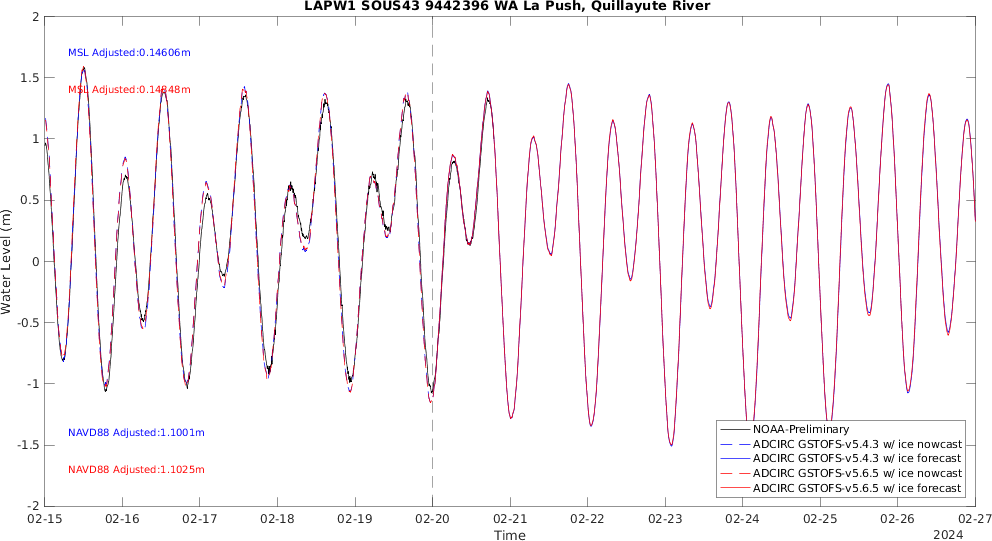 LAPW1 SOUS43 9442396 WA La Push, Quillayute River
2
1.5
1
0.5
0
-0.5
-1
-1.5
-2
Water Level (m)
MSL Adjusted:0.14606m
MSL Adjusted:0.14348m
NAVD88 Adjusted:1.1001m
NAVD88 Adjusted:1.1025m
NOAA-Preliminary
ADCIRC GSTOFS-v5.4.3 w/ ice nowcast
ADCIRC GSTOFS-v5.4.3 w/ ice forecast
ADCIRC GSTOFS-v5.6.5 w/ ice nowcast
ADCIRC GSTOFS-v5.6.5 w/ ice forecast
02-15 02-16 02-17 02-18 02-19 02-20 02-21 02-22 02-23 02-24 02-25 02-26 02-27
Time
2024